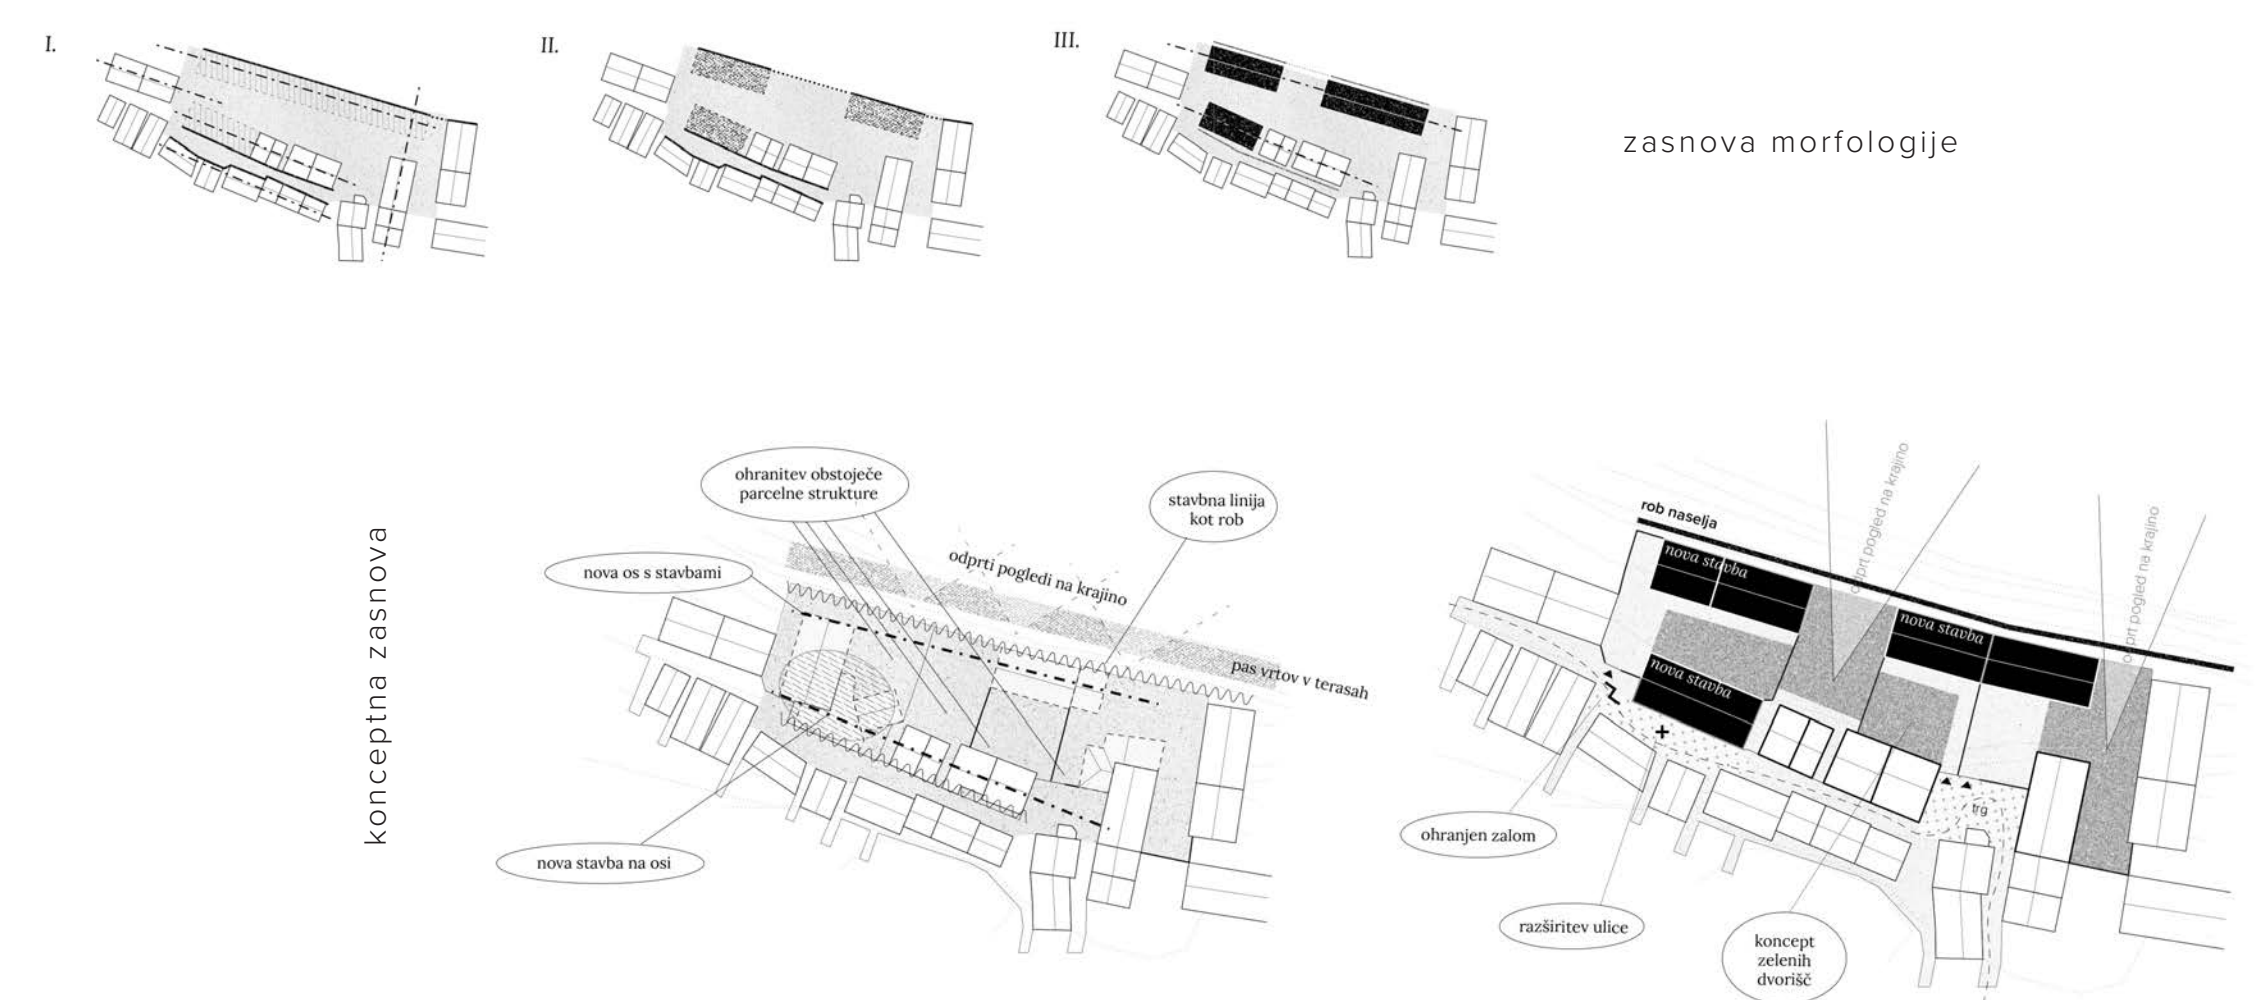 I.
II.
III.
zasnova morfologije
konceptna zasnova
ohranitev obstoječe
parcelne strukture
stavbna linija
kot rob
nova os s stavbami
odprti pogledi na krajino
pas vrtov v terasah
nova stavba na osi
rob naselja
nova stavba
odprt pogled na krajino
nova stavba
odprt pogled na krajino
nova stavba
trg
ohranjen zalom
razširitev ulice
koncept
zelenih
dvorišč